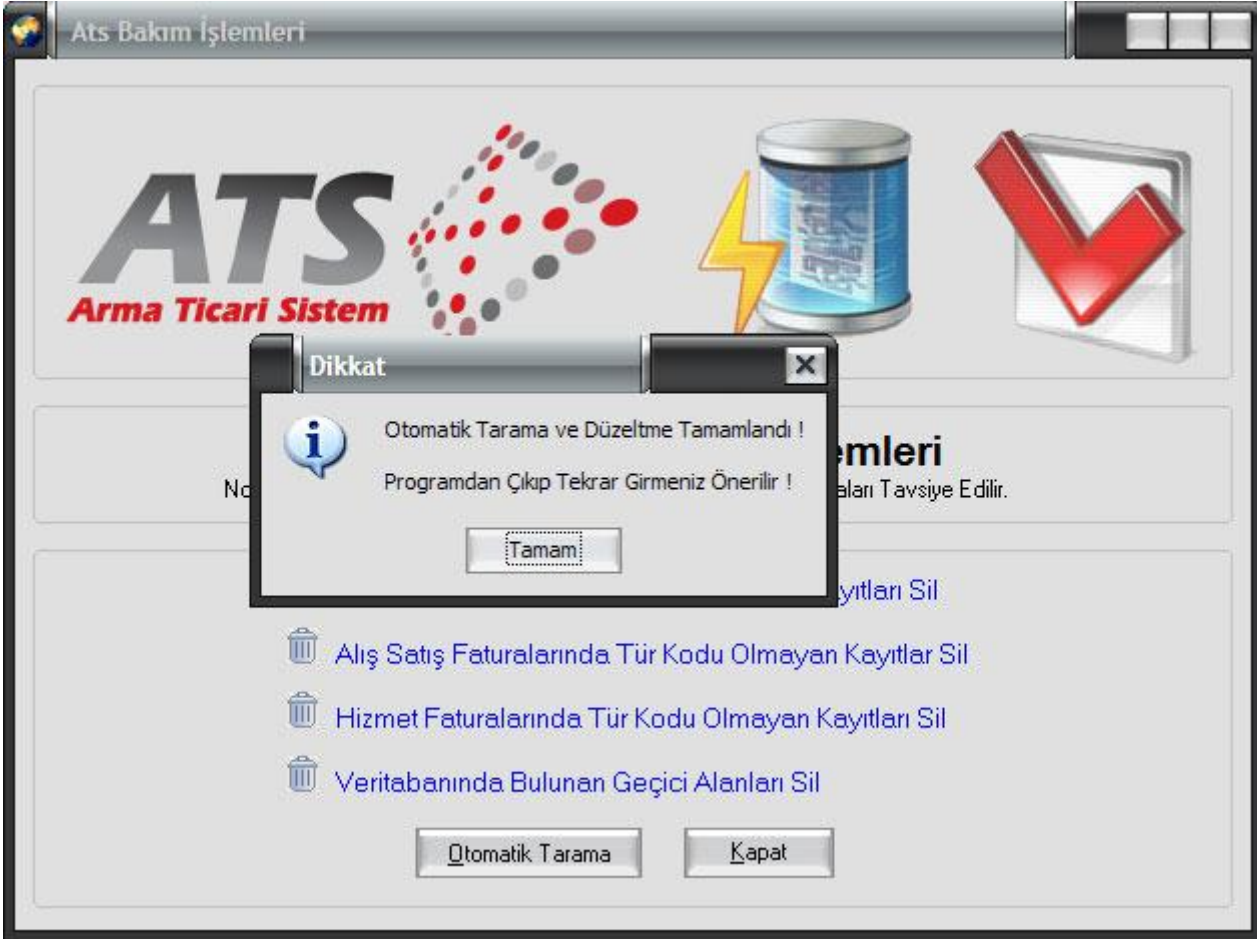 Ats Bakım İşlemleri
ATS
Arma Ticari Sistem
Dikkat
Otomatik Tarama ve Düzeltme Tamamlandı !
Programdan Çıkıp Tekrar Girmeniz Önerilir !
Tamam
emleri
No
aları Tavsiye Edilir.
yıtları Sil
Alış Satış Faturalarında Tür Kodu Olmayan Kayıtlar Sil
Hizmet Faturalarında Tür Kodu Olmayan Kayıtları Sil
Veritabanında Bulunan Geçici Alanları Sil
Otomatik Tarama
Kapat